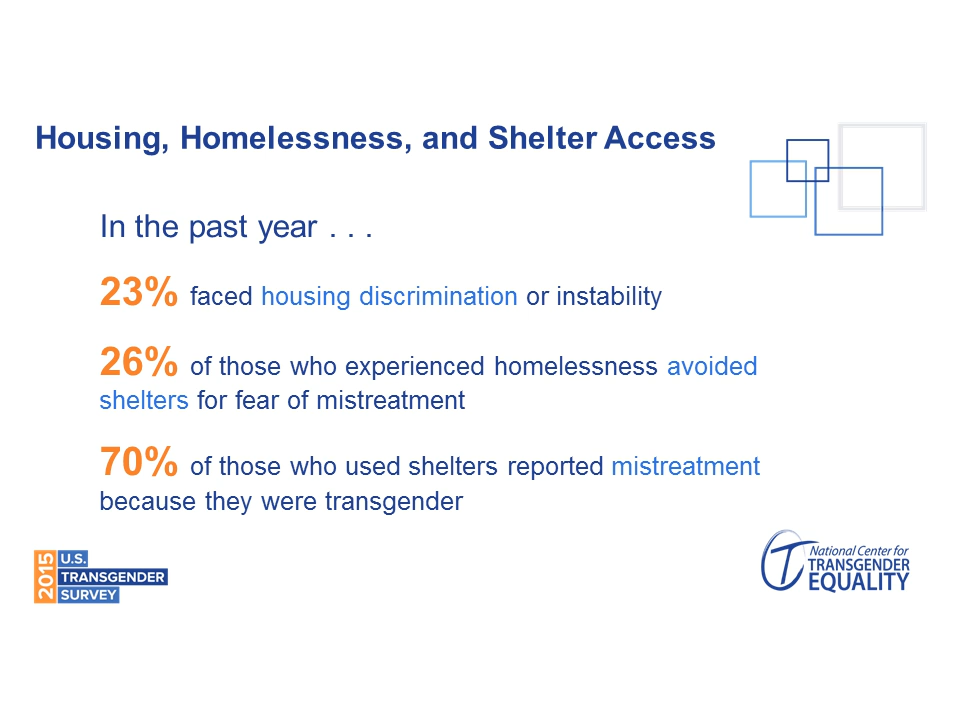 Housing, Homelessness, and Shelter Access
In the past year . . .
23% faced housing discrimination or instability
26% of those who experienced homelessness avoided
shelters for fear of mistreatment
70% of those who used shelters reported mistreatment
because they were transgender
2015
U.S.
TRANSGENDER
SURVEY
National Center for
TRANSGENDER
EQUALITY